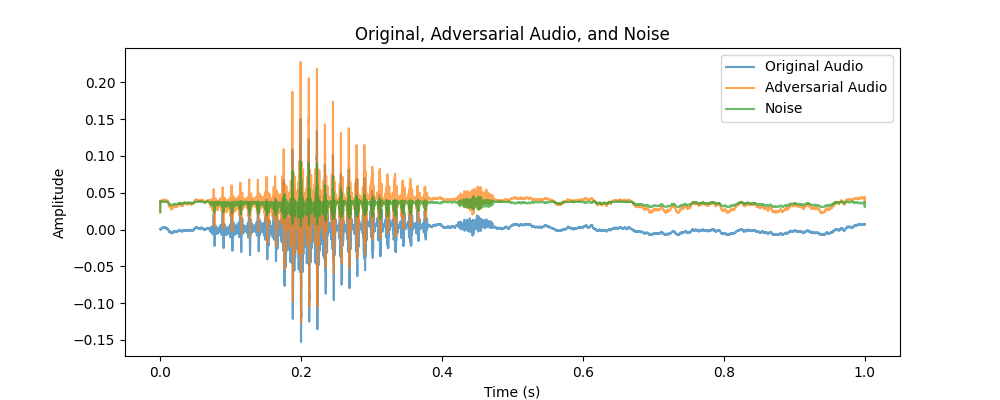 Original, Adversarial Audio, and Noise
Original Audio
Adversarial Audio
Noise
Amplitude
0.20
0.15
0.10
0.05
0.00
−0.05
−0.10
−0.15
0.0 0.2 0.4 0.6 0.8 1.0
Time (s)